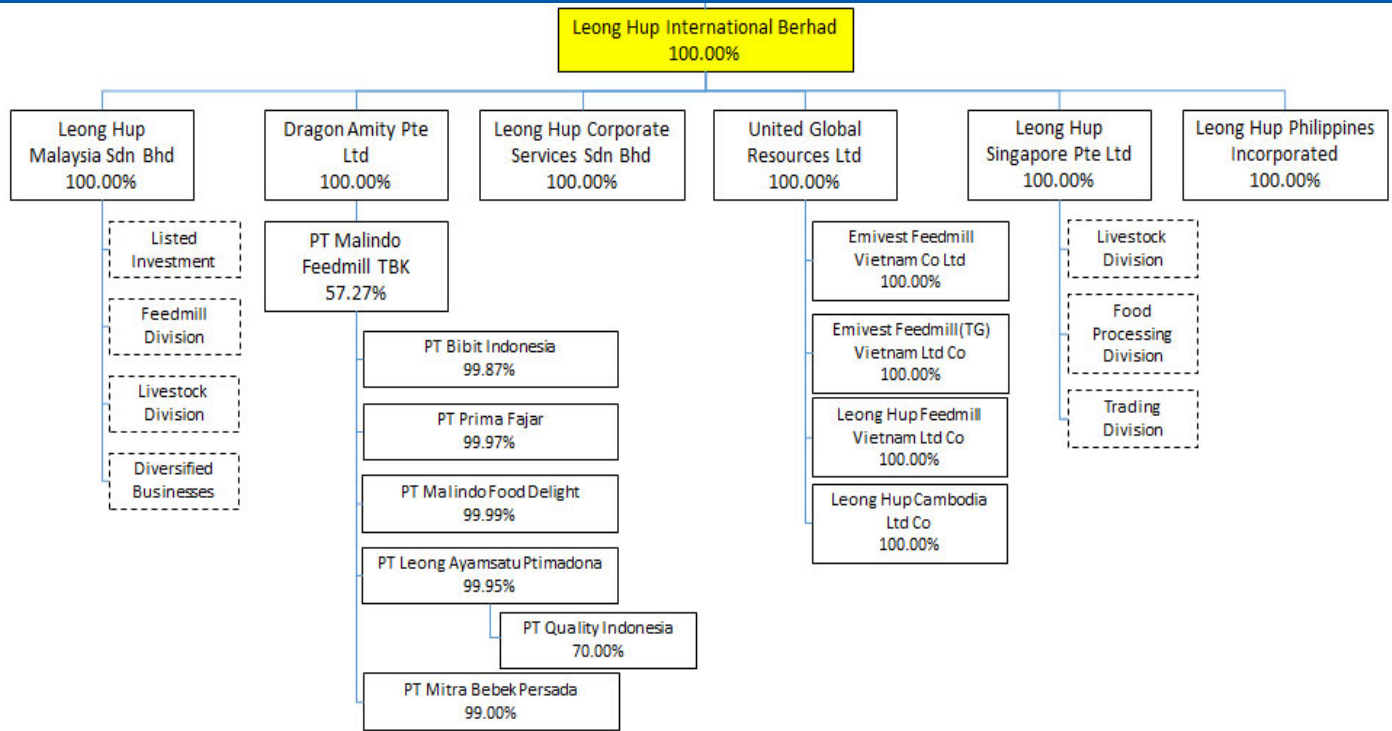 Leong Hup International Berhad
100.00%
Leong Hup
Malaysia Sdn Bhd
100.00%
Dragon Amity Pte
Ltd
100.00%
Leong Hup Corporate
Services Sdn Bhd
100.00%
United Global
Resources Ltd
100.00%
Leong Hup
Singapore Pte Ltd
100.00%
Leong Hup Philippines
Incorporated
100.00%
Listed
Investment
Feedmill
Division
Livestock
Division
Diversified
Businesses
PT Malindo
Feedmill TBK
57.27%
PT Bibit Indonesia
99.87%
PT Prima Fajar
99.97%
PT Malindo Food Delight
99.99%
PT Leong Ayamsatu Ptimadona
99.95%
PT Quality Indonesia
70.00%
PT Mitra Bebek Persada
99.00%
Emivest Feedmill
Vietnam Co Ltd
100.00%
Emivest Feedmill(TG)
Vietnam Ltd Co
100.00%
Leong Hup Feedmill
Vietnam Ltd Co
100.00%
Leong Hup Cambodia
Ltd Co
100.00%
Livestock
Division
Food
Processing
Division
Trading
Division